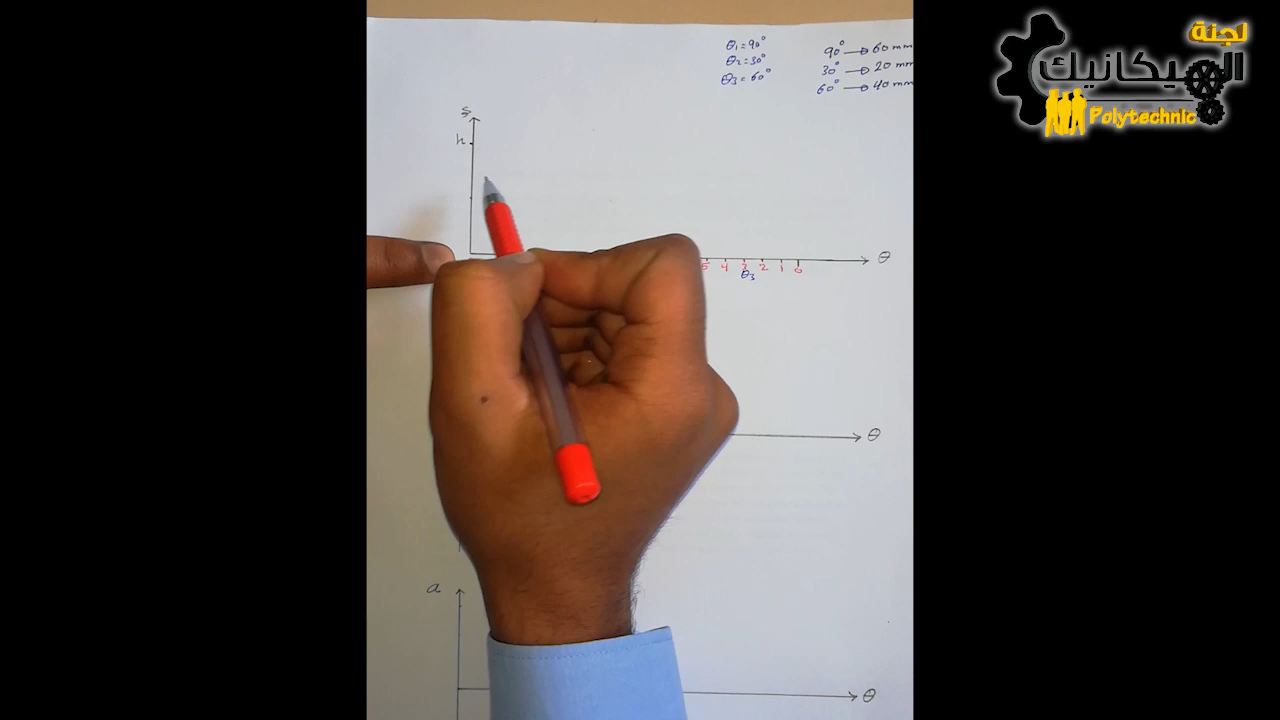 θ₁ = 90°
θ₂ = 30°
θ₃ = 60°
90° → 60 mm
30° → 20 mm
60° → 40 mm
لجنة
الميكانيك
Polytechnic
S
h
θ
5 4 3 2 1 0
θ₃
θ
a
θ